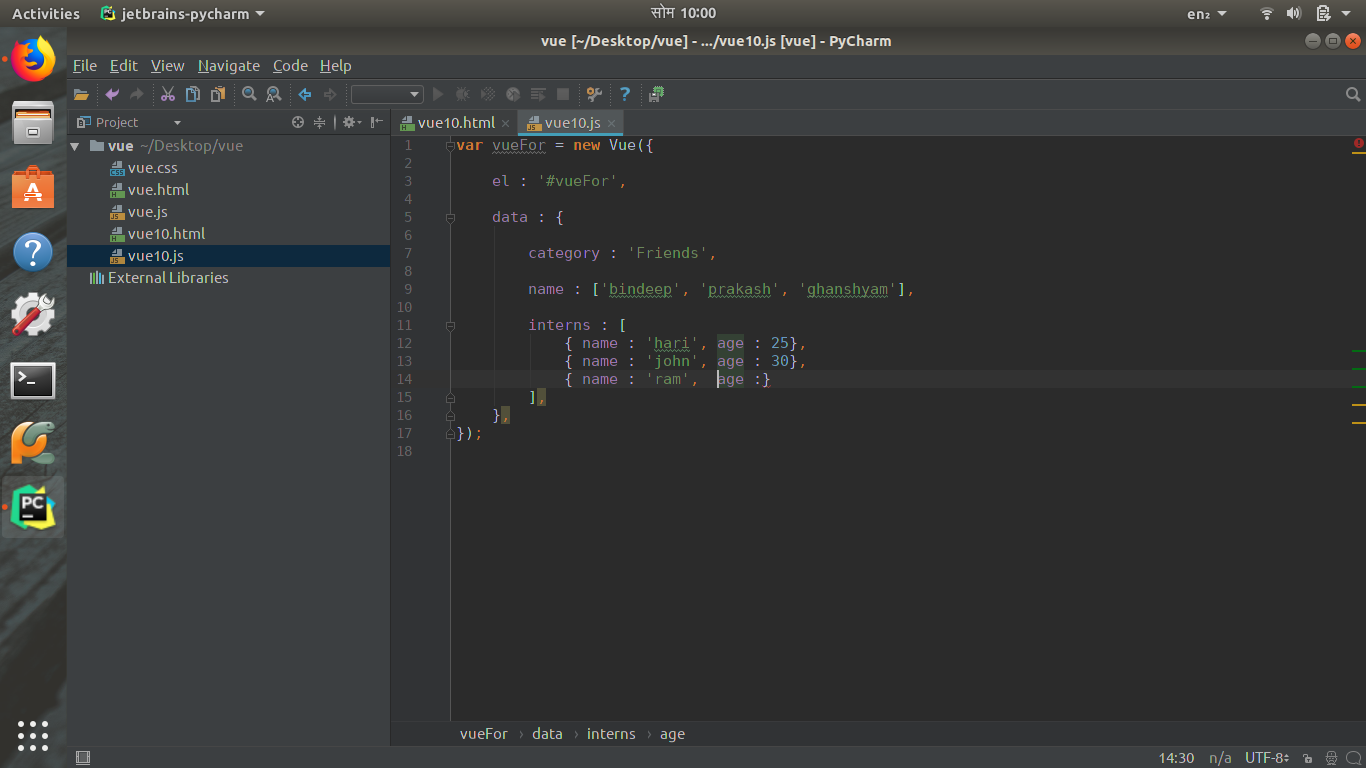 Activities jetbrains-pycharm सोम 10:00 en₂
vue [~/Desktop/vue] - .../vue10.js [vue] - PyCharm
File Edit View Navigate Code Help
Project vue10.html vue10.js
vue ~/Desktop/vue
vue.css
vue.html
vue.js
vue10.html
vue10.js
External Libraries
1 var vueFor = new Vue({
2
3 el : '#vueFor',
4
5 data : {
6
7 category : 'Friends',
8
9 name : ['bindeep', 'prakash', 'ghanshyam'],
10
11 interns : [
12 { name : 'hari', age : 25},
13 { name : 'john', age : 30},
14 { name : 'ram', age :}
15 ],
16 },
17 });
18
vueFor › data › interns › age
14:30 n/a UTF-8